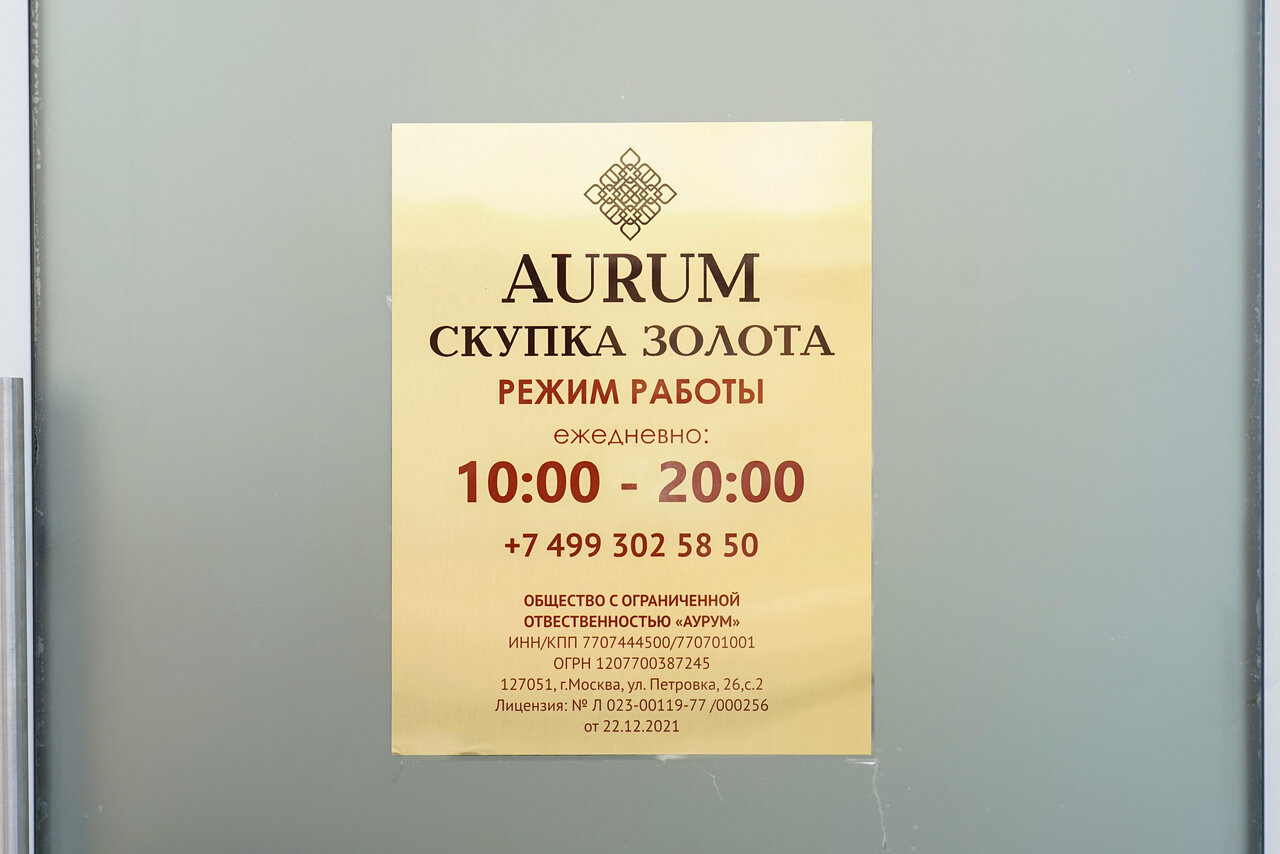 AURUM
СКУПКА ЗОЛОТА
РЕЖИМ РАБОТЫ
ежедневно:
10:00 - 20:00
+7 499 302 58 50
ОБЩЕСТВО С ОГРАНИЧЕННОЙ
ОТВЕСТВЕННОСТЬЮ «АУРУМ»
ИНН/КПП 7707444500/770701001
ОГРН 1207700387245
127051, г.Москва, ул. Петровка, 26,с.2
Лицензия: № Л 023-00119-77 /000256
от 22.12.2021